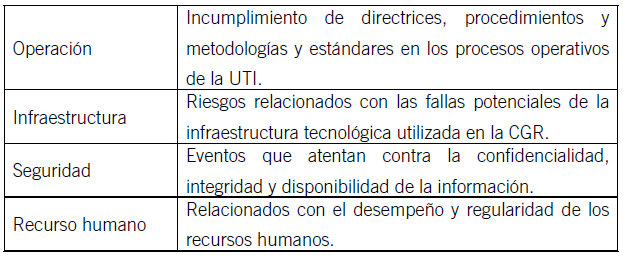 Operación
Incumplimiento de directrices, procedimientos y
metodologías y estándares en los procesos operativos
de la UTI.
Infraestructura
Riesgos relacionados con las fallas potenciales de la
infraestructura tecnológica utilizada en la CGR.
Seguridad
Eventos que atentan contra la confidencialidad,
integridad y disponibilidad de la información.
Recurso humano
Relacionados con el desempeño y regularidad de los
recursos humanos.